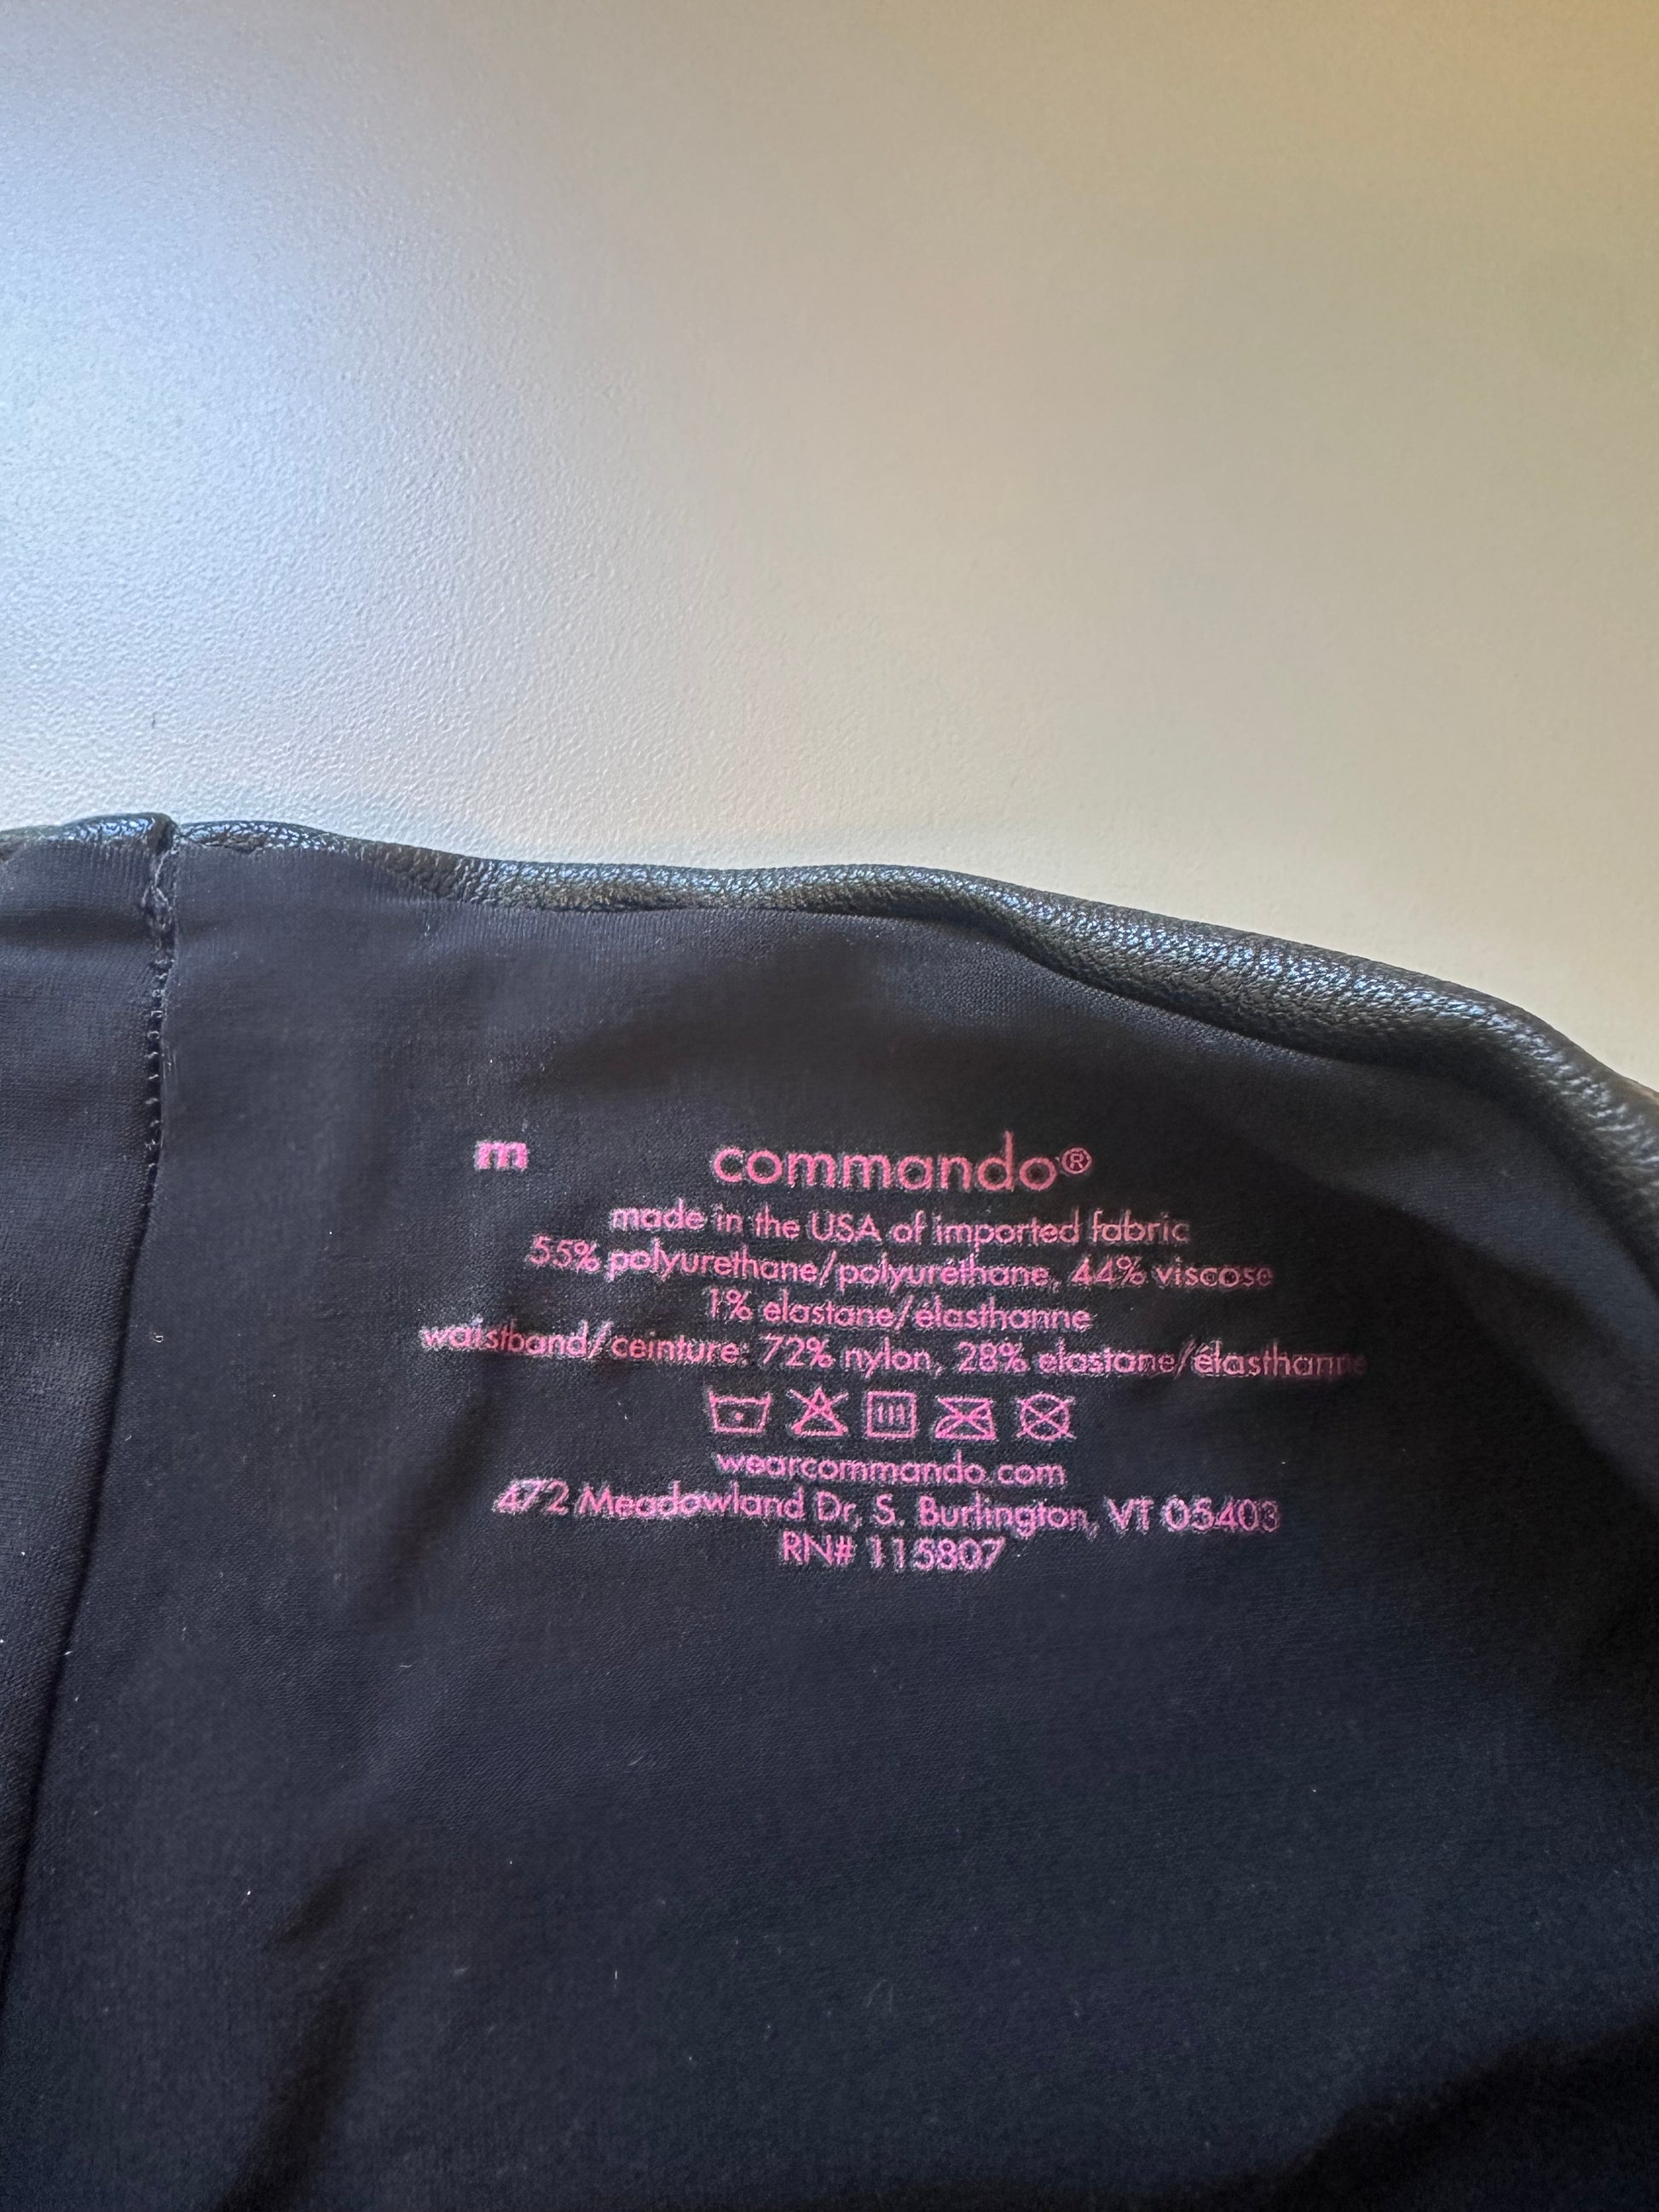 m commando®
made in the USA of imported fabric
55% polyurethane/polyuréthane, 44% viscose
1% elastane/élasthanne
waistband/ceinture: 72% nylon, 28% elastane/élasthanne
wearcommando.com
472 Meadowland Dr, S. Burlington, VT 05403
RN# 115807